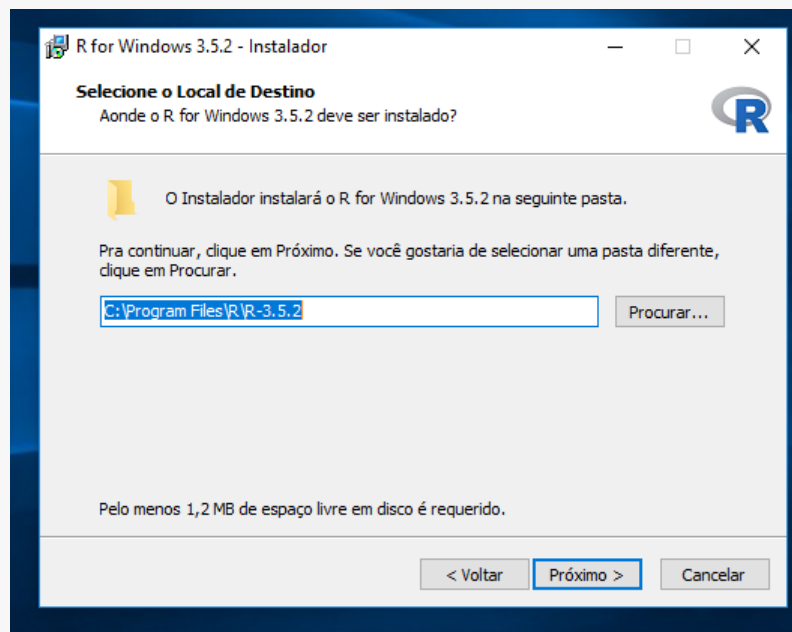 R for Windows 3.5.2 - Instalador
Selecione o Local de Destino
Aonde o R for Windows 3.5.2 deve ser instalado?
R
O Instalador instalará o R for Windows 3.5.2 na seguinte pasta.
Pra continuar, clique em Próximo. Se você gostaria de selecionar uma pasta diferente,
clique em Procurar.
C:\Program Files\R\R-3.5.2
Procurar...
Pelo menos 1,2 MB de espaço livre em disco é requerido.
< Voltar
Próximo >
Cancelar